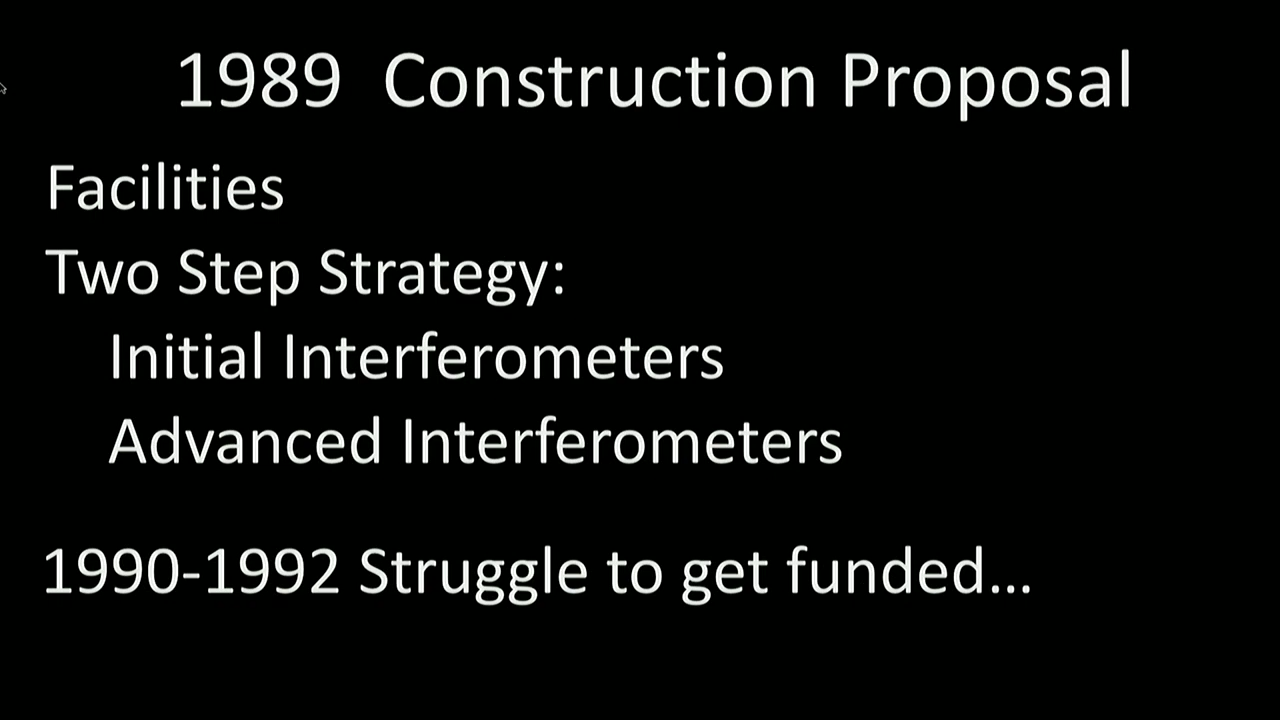 1989 Construction Proposal
Facilities
Two Step Strategy:
Initial Interferometers
Advanced Interferometers
1990-1992 Struggle to get funded...